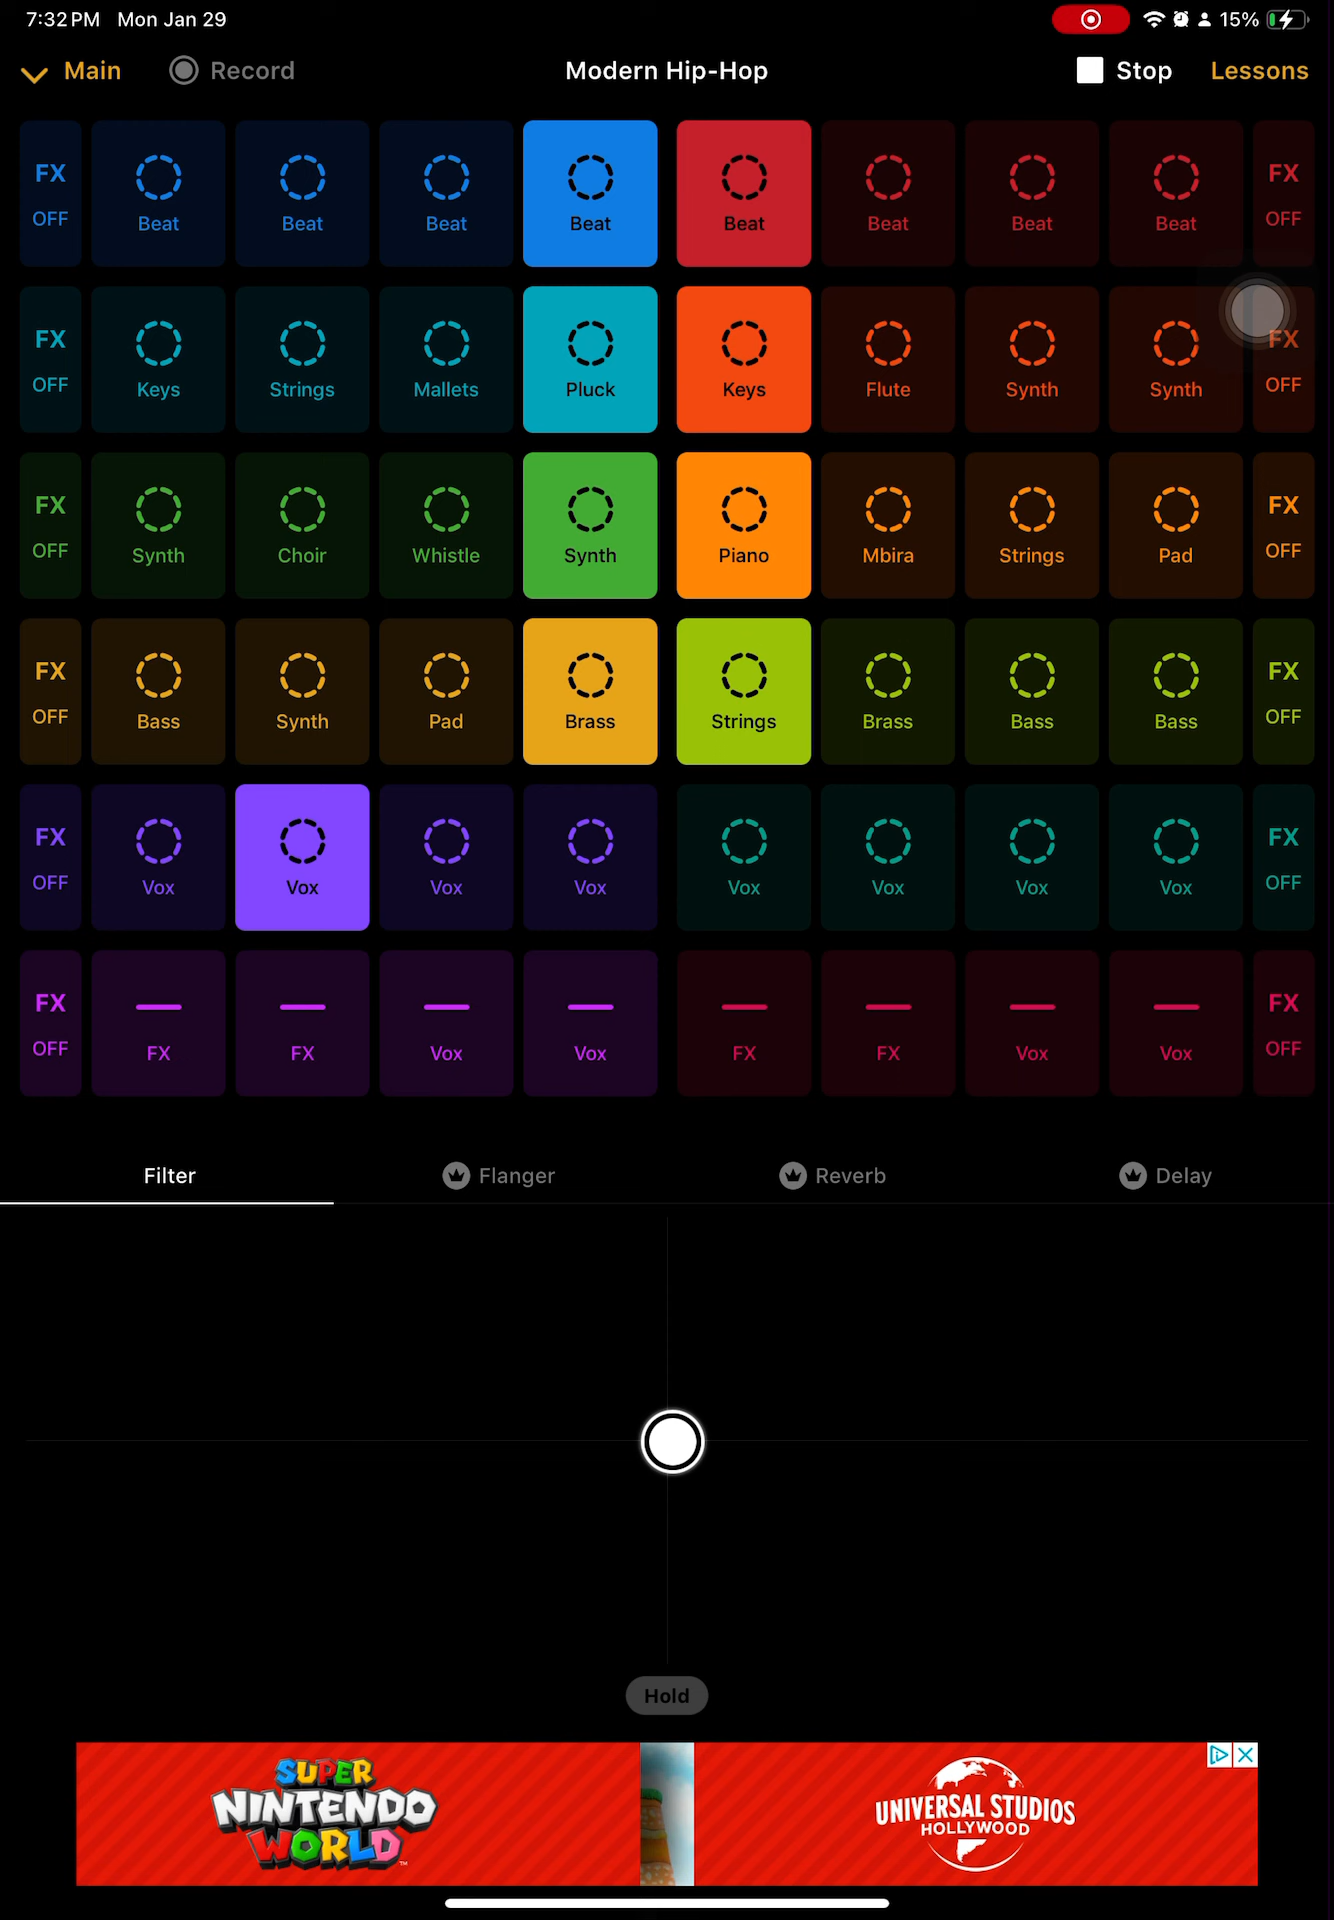 7:32 PM Mon Jan 29 15%
Main Record Modern Hip-Hop Stop Lessons
FX Beat Beat Beat Beat Beat Beat Beat Beat FX
OFF OFF
FX Keys Strings Mallets Pluck Keys Flute Synth Synth FX
OFF OFF
FX Synth Choir Whistle Synth Piano Mbira Strings Pad FX
OFF OFF
FX Bass Synth Pad Brass Strings Brass Bass Bass FX
OFF OFF
FX Vox Vox Vox Vox Vox Vox Vox Vox FX
OFF OFF
FX FX FX Vox Vox FX FX Vox Vox FX
OFF OFF
Filter Flanger Reverb Delay
Hold
SUPER
NINTENDO
WORLD™
UNIVERSAL STUDIOS
HOLLYWOOD